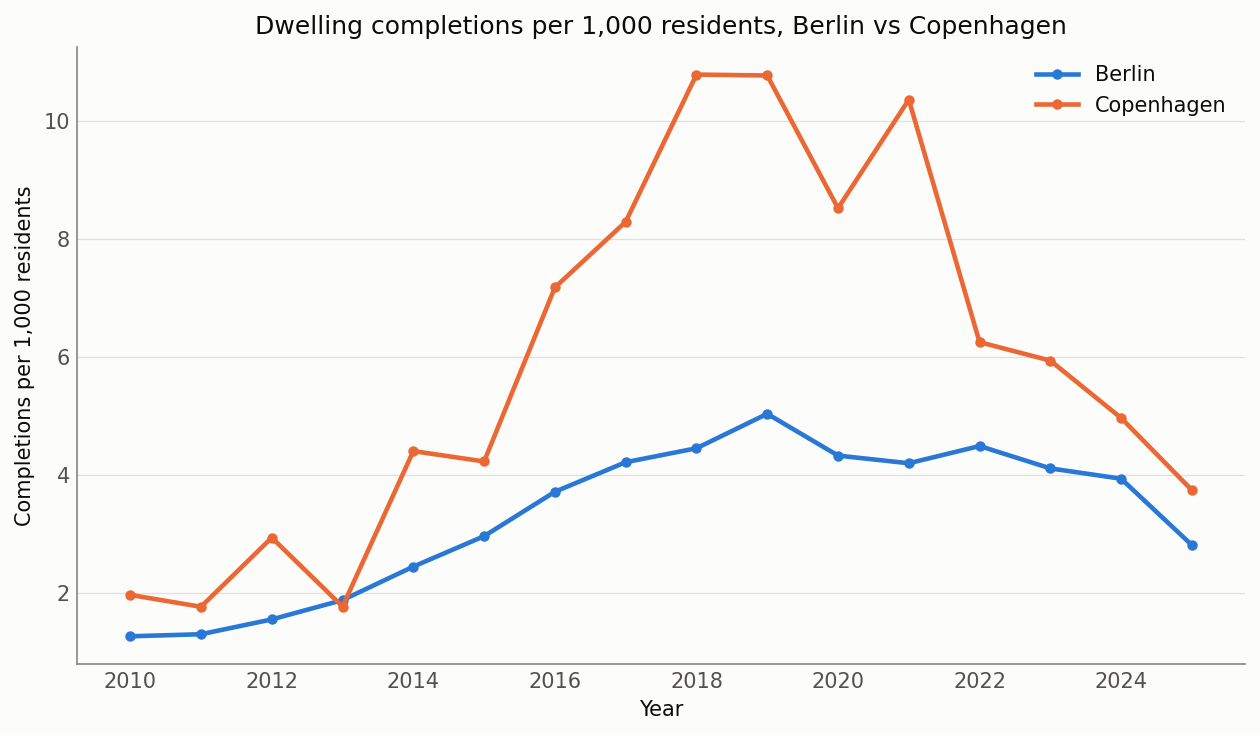 Dwelling completions per 1,000 residents, Berlin vs Copenhagen
Berlin
Copenhagen
Completions per 1,000 residents
10
8
6
4
2
2010 2012 2014 2016 2018 2020 2022 2024
Year